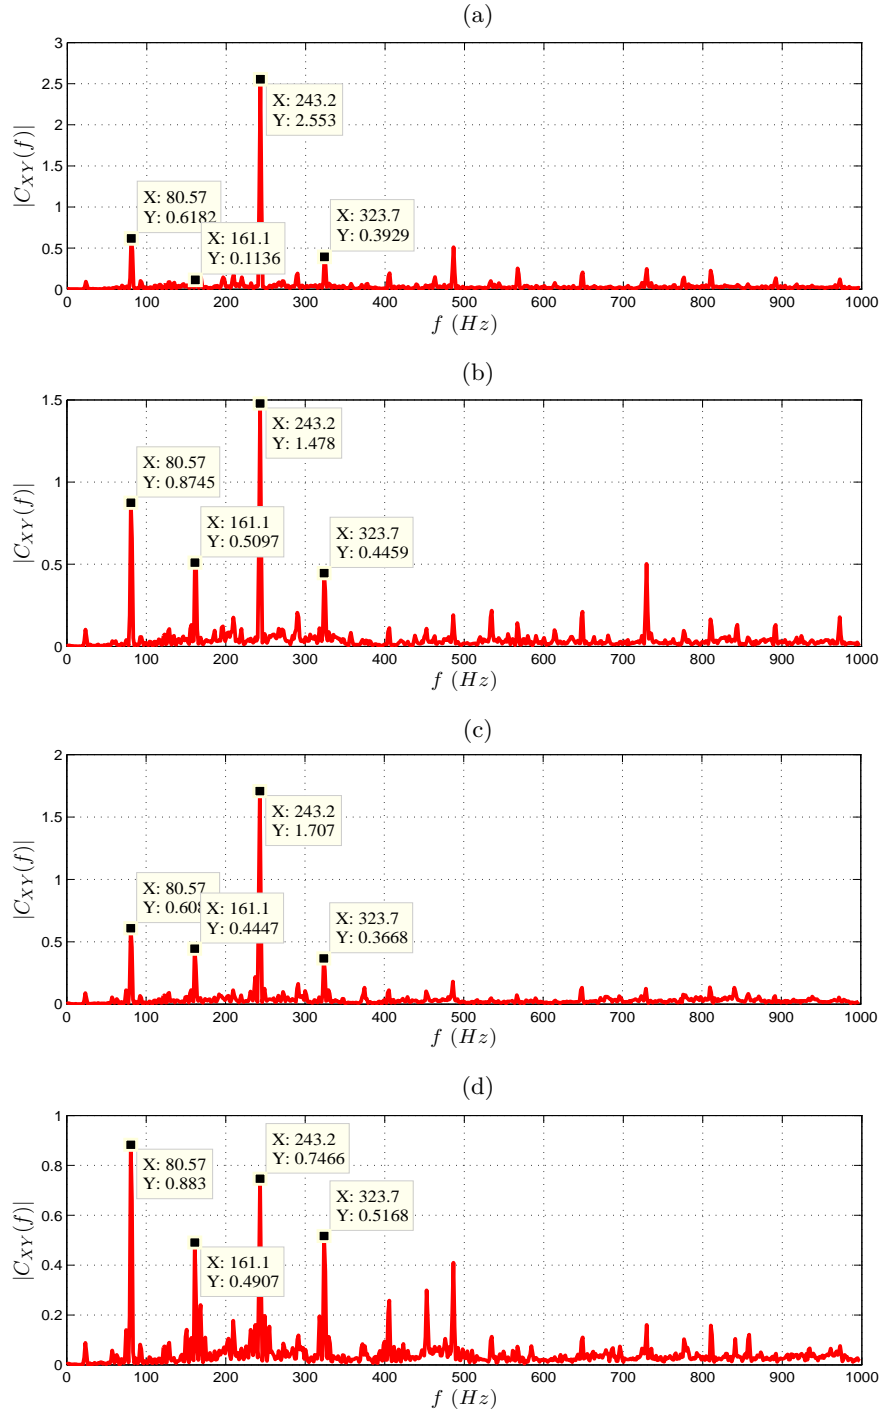 (a)
3
2.5
2
1.5
1
0.5
0
|C_{XY}(f)|
X: 243.2
Y: 2.553
X: 80.57
Y: 0.6182
X: 161.1
Y: 0.1136
X: 323.7
Y: 0.3929
0 100 200 300 400 500 600 700 800 900 1000
f (Hz)
(b)
1.5
1
0.5
0
|C_{XY}(f)|
X: 243.2
Y: 1.478
X: 80.57
Y: 0.8745
X: 161.1
Y: 0.5097
X: 323.7
Y: 0.4459
0 100 200 300 400 500 600 700 800 900 1000
f (Hz)
(c)
2
1.5
1
0.5
0
|C_{XY}(f)|
X: 243.2
Y: 1.707
X: 80.57
Y: 0.608
X: 161.1
Y: 0.4447
X: 323.7
Y: 0.3668
0 100 200 300 400 500 600 700 800 900 1000
f (Hz)
(d)
1
0.8
0.6
0.4
0.2
0
|C_{XY}(f)|
X: 243.2
Y: 0.7466
X: 80.57
Y: 0.883
X: 323.7
Y: 0.5168
X: 161.1
Y: 0.4907
0 100 200 300 400 500 600 700 800 900 1000
f (Hz)